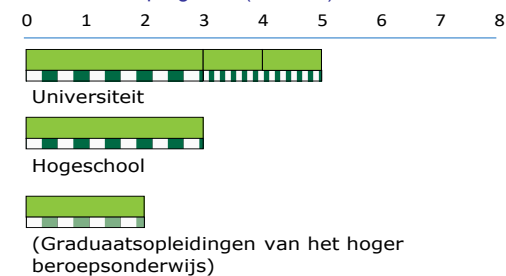 0 1 2 3 4 5 6 7 8
Universiteit
Hogeschool
(Graduaatsopleidingen van het hoger
beroepsonderwijs)